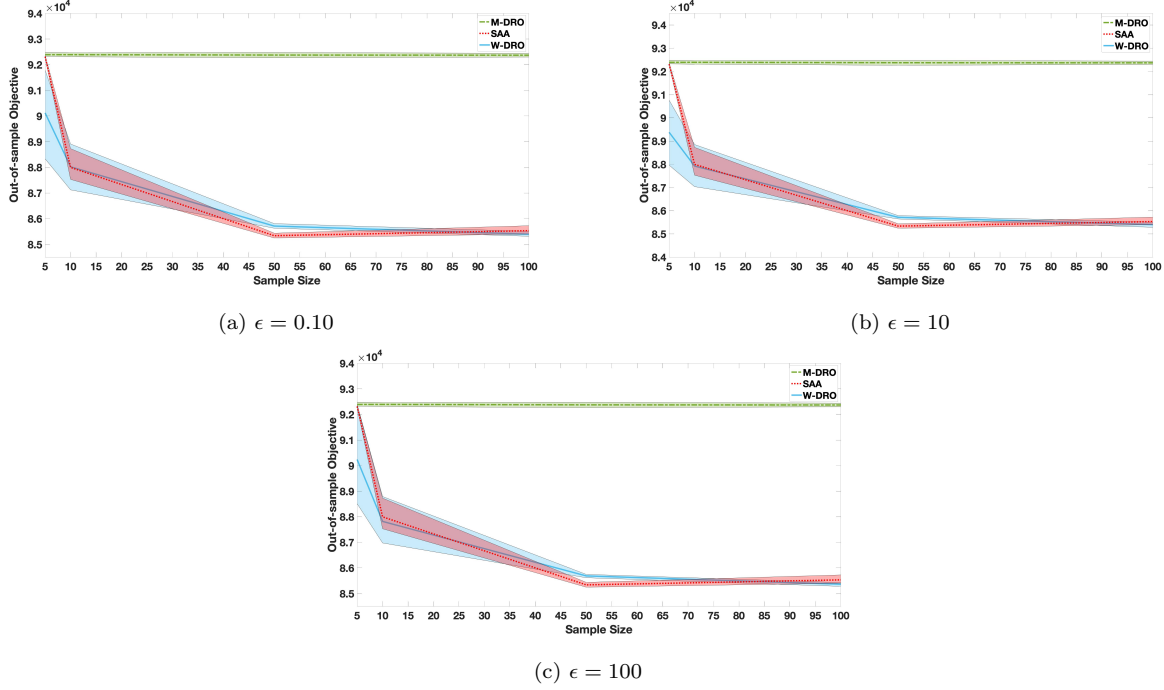 ×10⁴
9.4
9.3
9.2
9.1
9
8.9
8.8
8.7
8.6
8.5
Out-of-sample Objective
M-DRO
SAA
W-DRO
5 10 15 20 25 30 35 40 45 50 55 60 65 70 75 80 85 90 95 100
Sample Size
(a) ϵ = 0.10
×10⁴
9.4
9.3
9.2
9.1
9
8.9
8.8
8.7
8.6
8.5
8.4
Out-of-sample Objective
M-DRO
SAA
W-DRO
5 10 15 20 25 30 35 40 45 50 55 60 65 70 75 80 85 90 95 100
Sample Size
(b) ϵ = 10
×10⁴
9.4
9.3
9.2
9.1
9
8.9
8.8
8.7
8.6
8.5
Out-of-sample Objective
M-DRO
SAA
W-DRO
5 10 15 20 25 30 35 40 45 50 55 60 65 70 75 80 85 90 95 100
Sample Size
(c) ϵ = 100